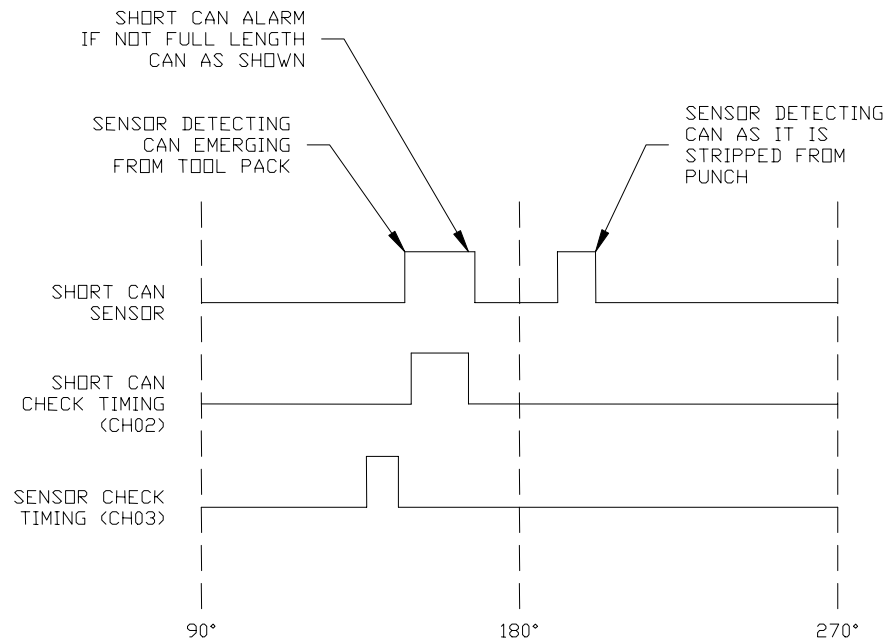 SHORT CAN ALARM
IF NOT FULL LENGTH
CAN AS SHOWN
SENSOR DETECTING
CAN EMERGING
FROM TOOL PACK
SENSOR DETECTING
CAN AS IT IS
STRIPPED FROM
PUNCH
SHORT CAN
SENSOR
SHORT CAN
CHECK TIMING
(CH02)
SENSOR CHECK
TIMING (CH03)
90°
180°
270°